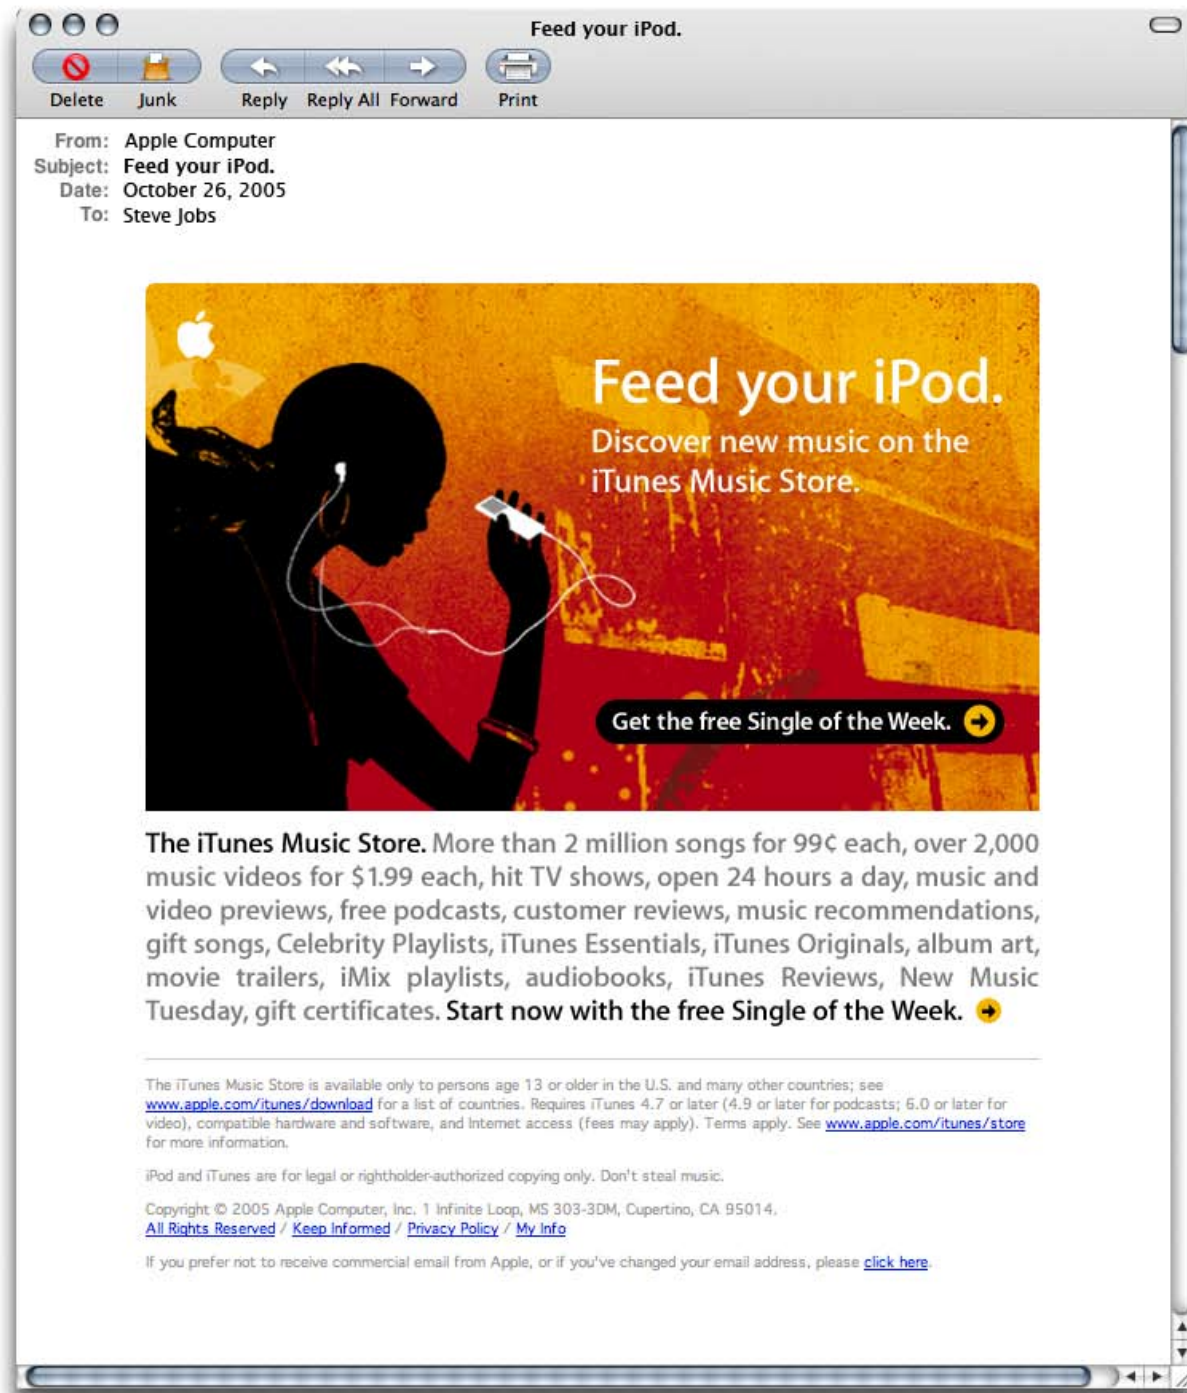 Feed your iPod.
Delete Junk Reply Reply All Forward Print
From: Apple Computer
Subject: Feed your iPod.
Date: October 26, 2005
To: Steve Jobs
Feed your iPod.
Discover new music on the
iTunes Music Store.
Get the free Single of the Week.
The iTunes Music Store. More than 2 million songs for 99¢ each, over 2,000
music videos for $1.99 each, hit TV shows, open 24 hours a day, music and
video previews, free podcasts, customer reviews, music recommendations,
gift songs, Celebrity Playlists, iTunes Essentials, iTunes Originals, album art,
movie trailers, iMix playlists, audiobooks, iTunes Reviews, New Music
Tuesday, gift certificates. Start now with the free Single of the Week.
The iTunes Music Store is available only to persons age 13 or older in the U.S. and many other countries; see
www.apple.com/itunes/download for a list of countries. Requires iTunes 4.7 or later (4.9 or later for podcasts; 6.0 or later for
video), compatible hardware and software, and Internet access (fees may apply). Terms apply. See www.apple.com/itunes/store
for more information.
iPod and iTunes are for legal or rightholder-authorized copying only. Don't steal music.
Copyright © 2005 Apple Computer, Inc. 1 Infinite Loop, MS 303-3DM, Cupertino, CA 95014.
All Rights Reserved / Keep Informed / Privacy Policy / My Info
If you prefer not to receive commercial email from Apple, or if you've changed your email address, please click here.